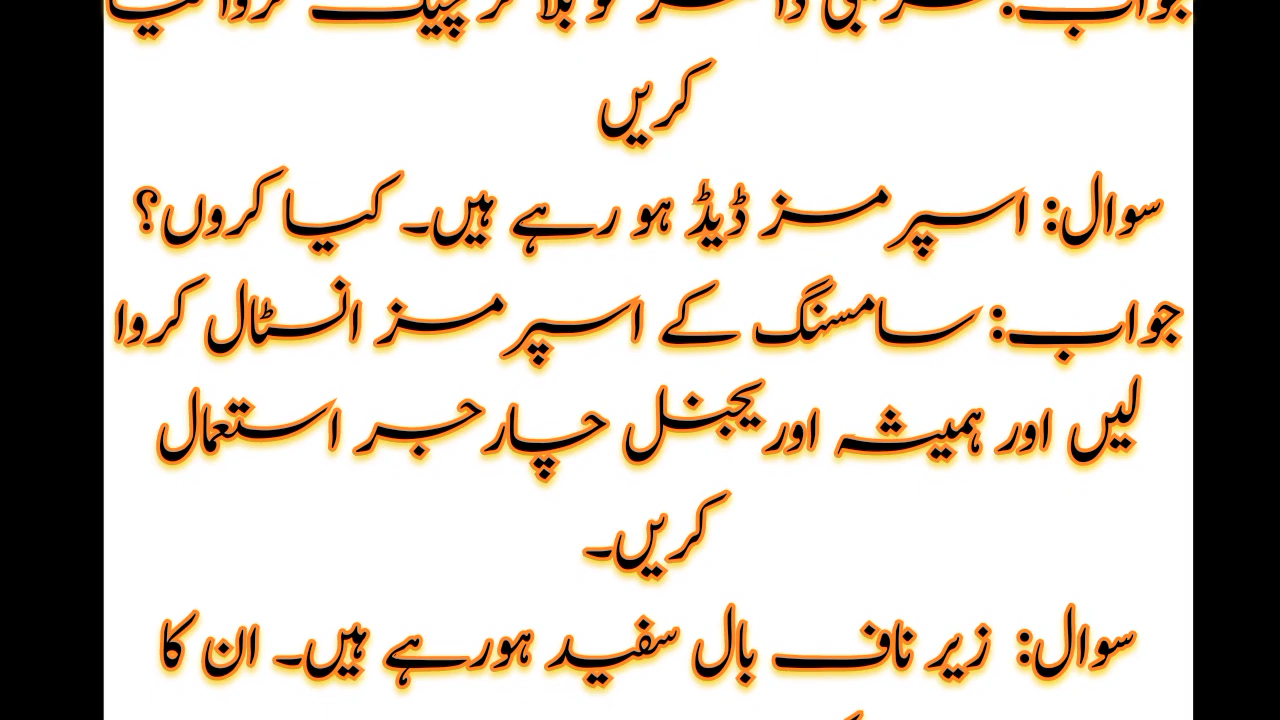 جواب:
کریں
سوال: اسپرمز ڈیڈ ہو رہے ہیں۔ کیا کروں؟
جواب: سامسنگ کے اسپرمز انسٹال کروا
لیں اور ہمیشہ اوریجنل چارجر استعمال
کریں۔
سوال: زیر ناف بال سفید ہورہے ہیں۔ ان کا